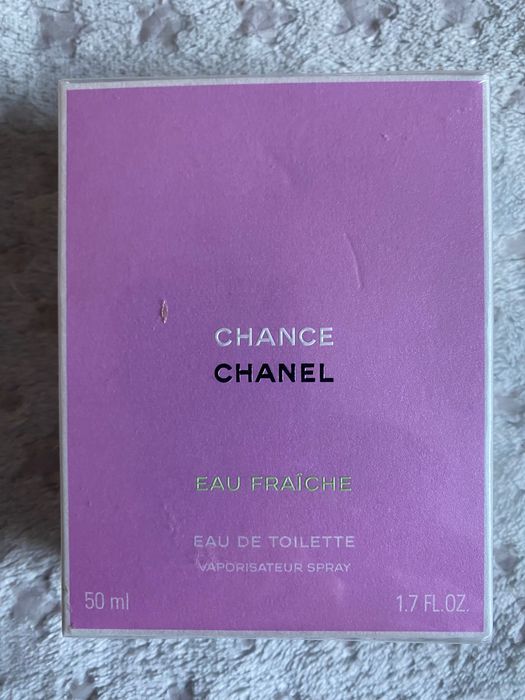 CHANCE
CHANEL
EAU FRAÎCHE
EAU DE TOILETTE
VAPORISATEUR SPRAY
50 ml 1.7 FL.OZ.